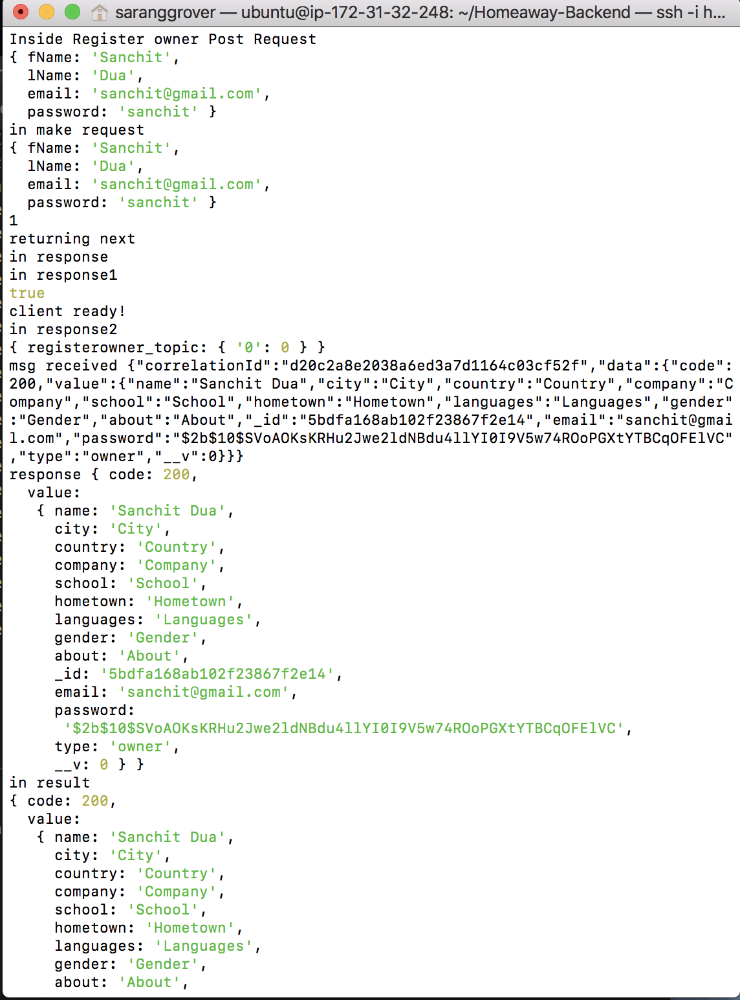 saranggrover — ubuntu@ip-172-31-32-248: ~/Homeaway-Backend — ssh -i h...
Inside Register owner Post Request
{ fName: 'Sanchit',
  lName: 'Dua',
  email: 'sanchit@gmail.com',
  password: 'sanchit' }
in make request
{ fName: 'Sanchit',
  lName: 'Dua',
  email: 'sanchit@gmail.com',
  password: 'sanchit' }
1
returning next
in response
in response1
true
client ready!
in response2
{ registerowner_topic: { '0': 0 } }
msg received {"correlationId":"d20c2a8e2038a6ed3a7d1164c03cf52f","data":{"code":
200,"value":{"name":"Sanchit Dua","city":"City","country":"Country","company":"C
ompany","school":"School","hometown":"Hometown","languages":"Languages","gender"
:"Gender","about":"About","_id":"5bdfa168ab102f23867f2e14","email":"sanchit@gmai
l.com","password":"$2b$10$SVoAOKsKRHu2Jwe2ldNBdu4llYI0I9V5w74ROoPGXtYTBCqOFElVC"
,"type":"owner","__v":0}}}
response { code: 200,
  value:
   { name: 'Sanchit Dua',
     city: 'City',
     country: 'Country',
     company: 'Company',
     school: 'School',
     hometown: 'Hometown',
     languages: 'Languages',
     gender: 'Gender',
     about: 'About',
     _id: '5bdfa168ab102f23867f2e14',
     email: 'sanchit@gmail.com',
     password:
      '$2b$10$SVoAOKsKRHu2Jwe2ldNBdu4llYI0I9V5w74ROoPGXtYTBCqOFElVC',
     type: 'owner',
     __v: 0 } }
in result
{ code: 200,
  value:
   { name: 'Sanchit Dua',
     city: 'City',
     country: 'Country',
     company: 'Company',
     school: 'School',
     hometown: 'Hometown',
     languages: 'Languages',
     gender: 'Gender',
     about: 'About',